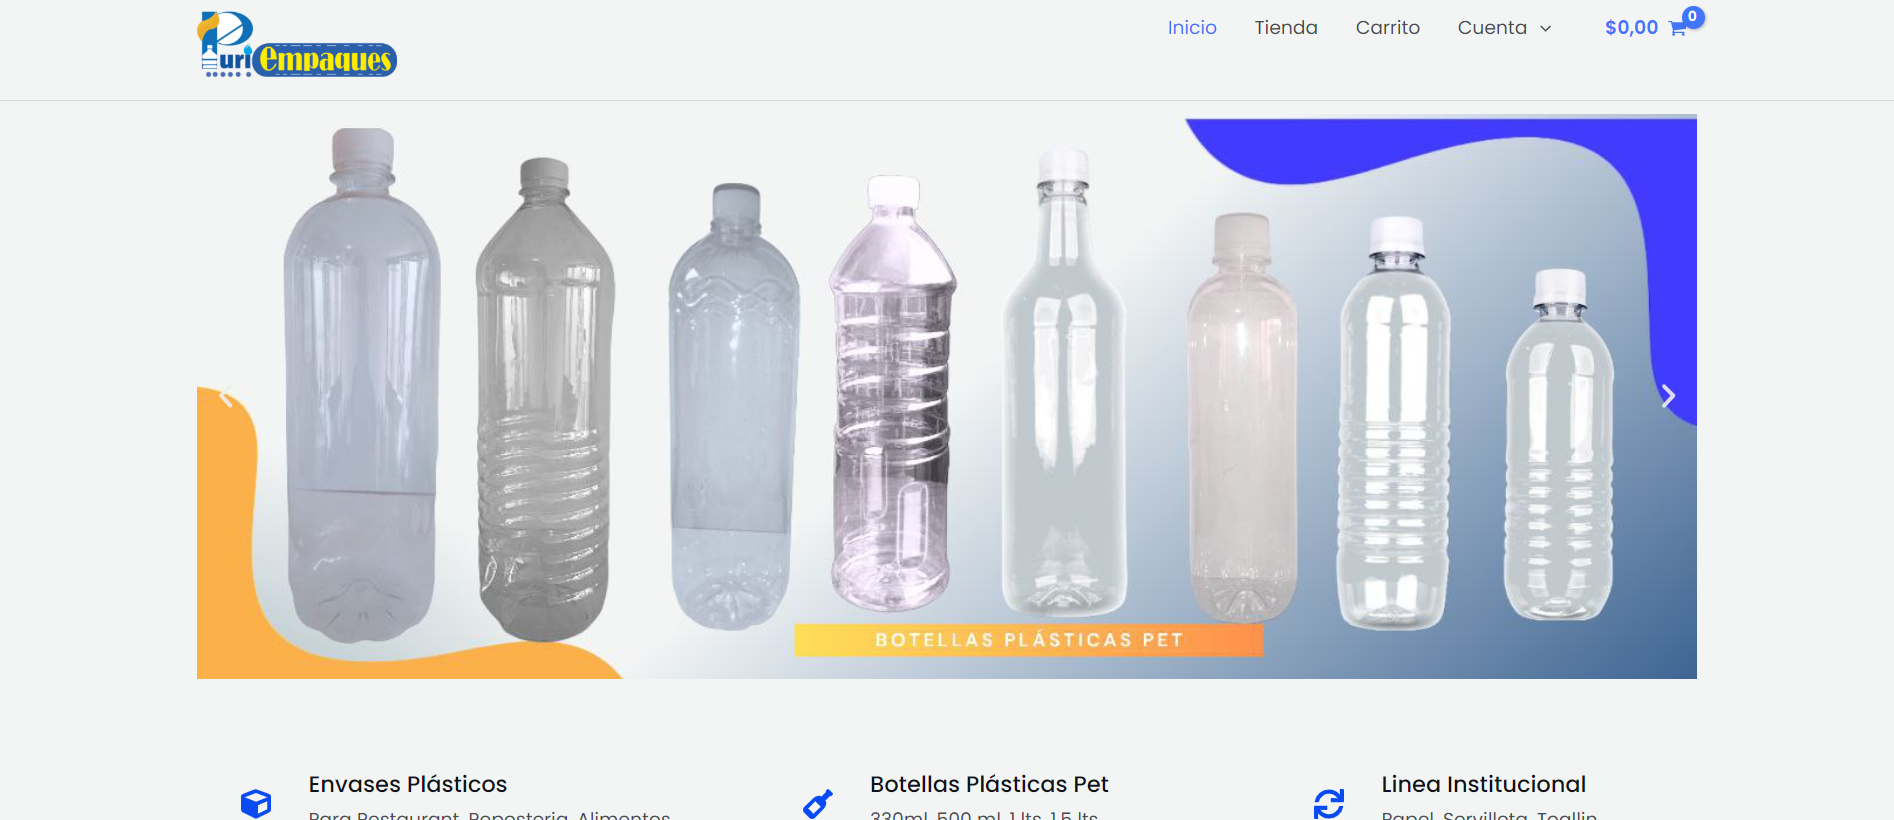 Puri Empaques
Inicio
Tienda
Carrito
Cuenta
$0,00
0
BOTELLAS PLÁSTICAS PET
Envases Plásticos
Para Restaurant, Reposteria, Alimentos
Botellas Plásticas Pet
330ml, 500 ml, 1 lts, 1.5 lts
Linea Institucional
Papel, Servilleta, Toallin